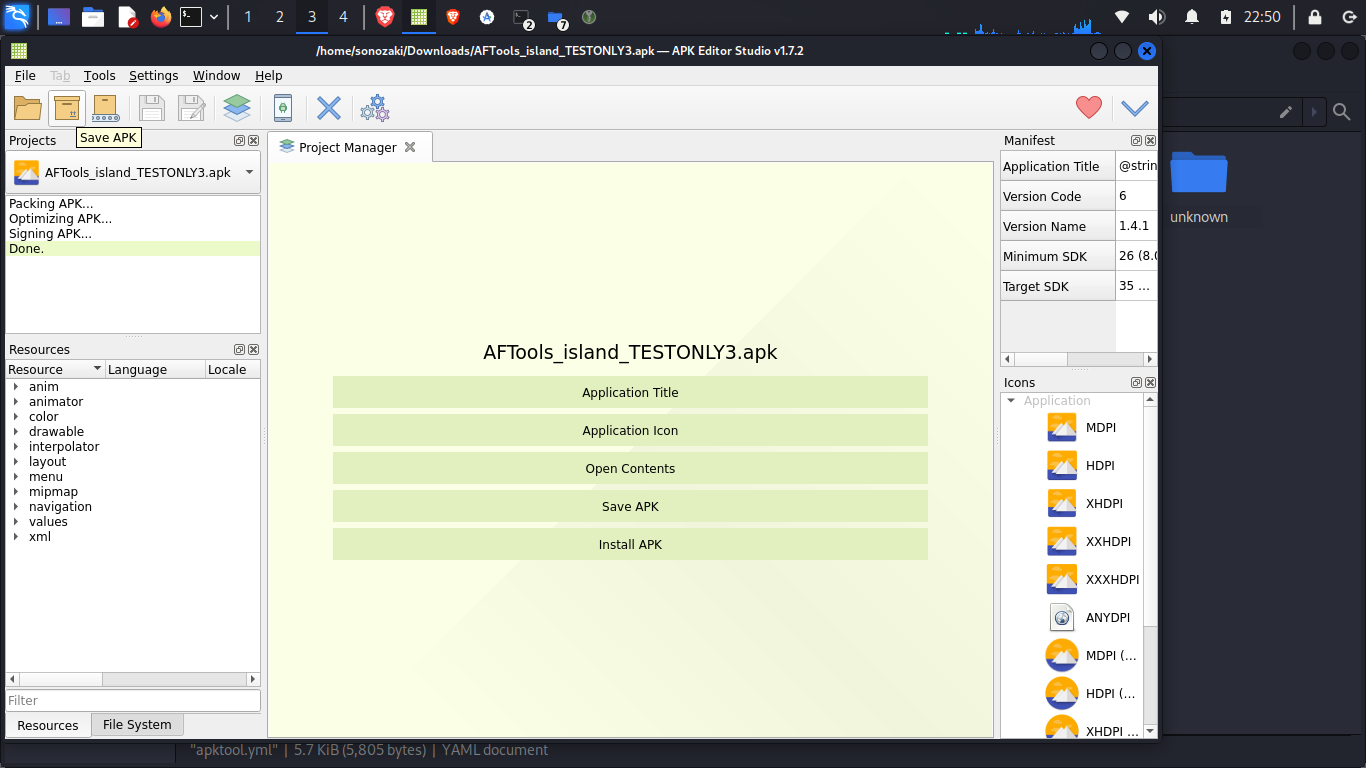 1 2 3 4
2
7
22:50
/home/sonozaki/Downloads/AFTools_island_TESTONLY3.apk — APK Editor Studio v1.7.2
File Tab Tools Settings Window Help
Save APK
Projects
AFTools_island_TESTONLY3.apk
Packing APK...
Optimizing APK...
Signing APK...
Done.
Resources
Resource Language Locale
anim
animator
color
drawable
interpolator
layout
menu
mipmap
navigation
values
xml
Filter
Resources File System
Project Manager
AFTools_island_TESTONLY3.apk
Application Title
Application Icon
Open Contents
Save APK
Install APK
Manifest
Application Title @strin
Version Code 6
Version Name 1.4.1
Minimum SDK 26 (8.0
Target SDK 35 ...
Icons
Application
MDPI
HDPI
XHDPI
XXHDPI
XXXHDPI
ANYDPI
MDPI (...
HDPI (...
XHDPI ...
unknown
"apktool.yml" | 5.7 KiB (5,805 bytes) | YAML document